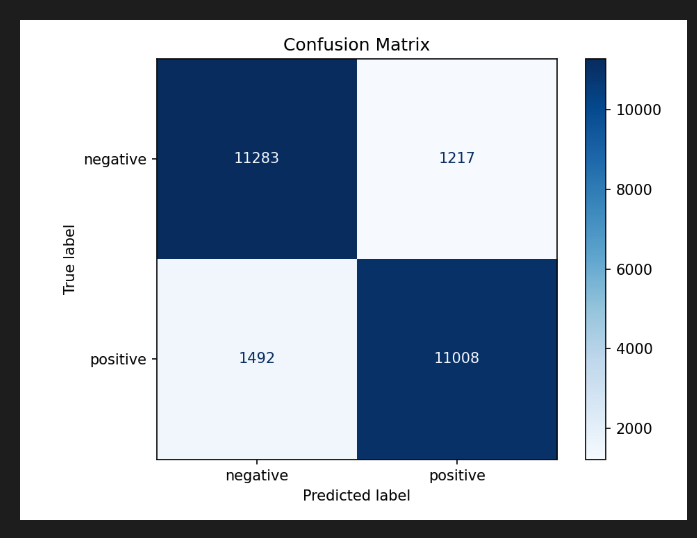 Confusion Matrix
negative
11283
1217
10000
8000
True label
6000
4000
positive
1492
11008
2000
negative
positive
Predicted label